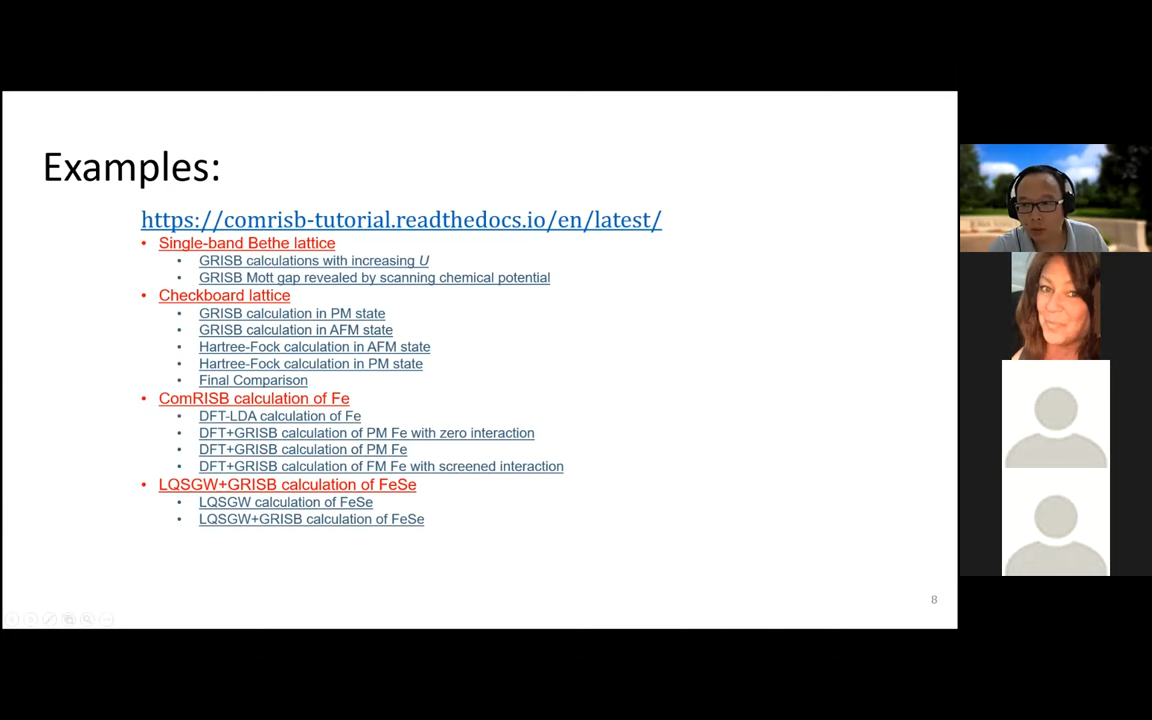 Examples:
https://comrisb-tutorial.readthedocs.io/en/latest/
• Single-band Bethe lattice
• GRISB calculations with increasing U
• GRISB Mott gap revealed by scanning chemical potential
• Checkboard lattice
• GRISB calculation in PM state
• GRISB calculation in AFM state
• Hartree-Fock calculation in AFM state
• Hartree-Fock calculation in PM state
• Final Comparison
• ComRISB calculation of Fe
• DFT-LDA calculation of Fe
• DFT+GRISB calculation of PM Fe with zero interaction
• DFT+GRISB calculation of PM Fe
• DFT+GRISB calculation of FM Fe with screened interaction
• LQSGW+GRISB calculation of FeSe
• LQSGW calculation of FeSe
• LQSGW+GRISB calculation of FeSe
8